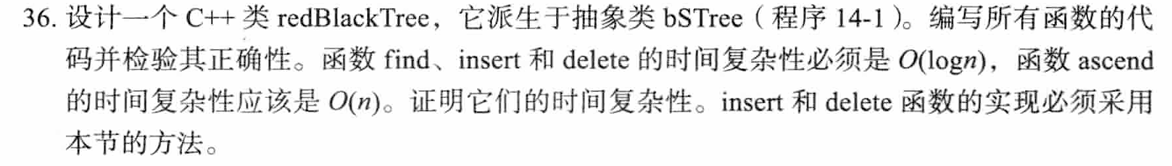 36. 设计一个 C++ 类 redBlackTree，它派生于抽象类 bSTree（程序 14-1）。编写所有函数的代
码并检验其正确性。函数 find、insert 和 delete 的时间复杂性必须是 O(logn)，函数 ascend
的时间复杂性应该是 O(n)。证明它们的时间复杂性。insert 和 delete 函数的实现必须采用
本节的方法。